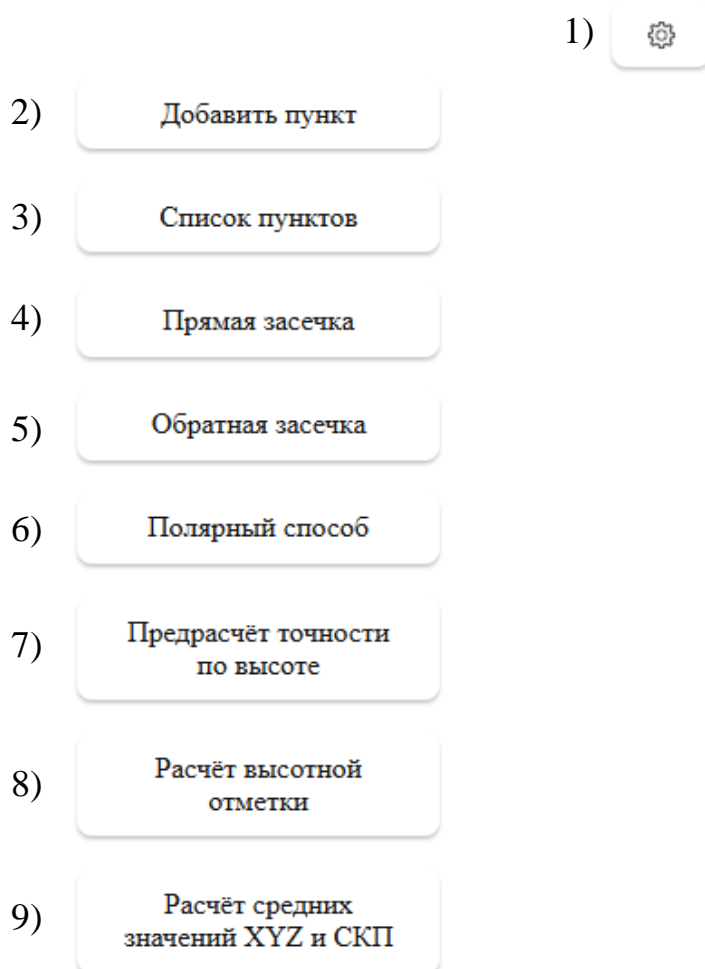 1)
2) Добавить пункт
3) Список пунктов
4) Прямая засечка
5) Обратная засечка
6) Полярный способ
7) Предрасчёт точности
по высоте
8) Расчёт высотной
отметки
9) Расчёт средних
значений XYZ и СКП